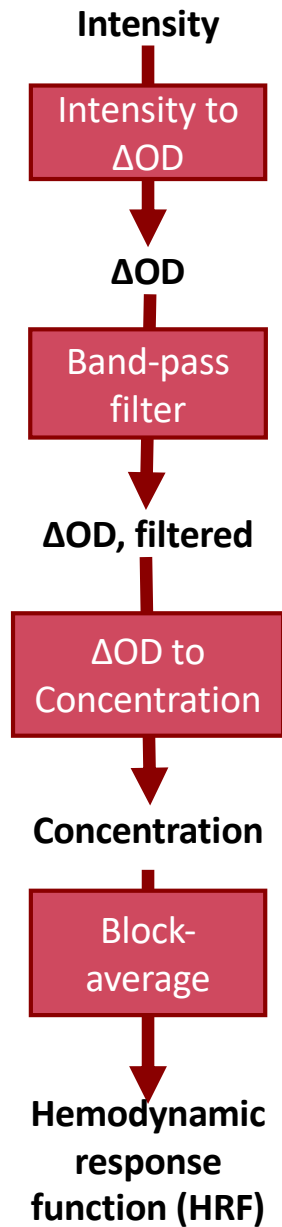 Intensity
Intensity to
ΔOD
ΔOD
Band-pass
filter
ΔOD, filtered
ΔOD to
Concentration
Concentration
Block-
average
Hemodynamic
response
function (HRF)